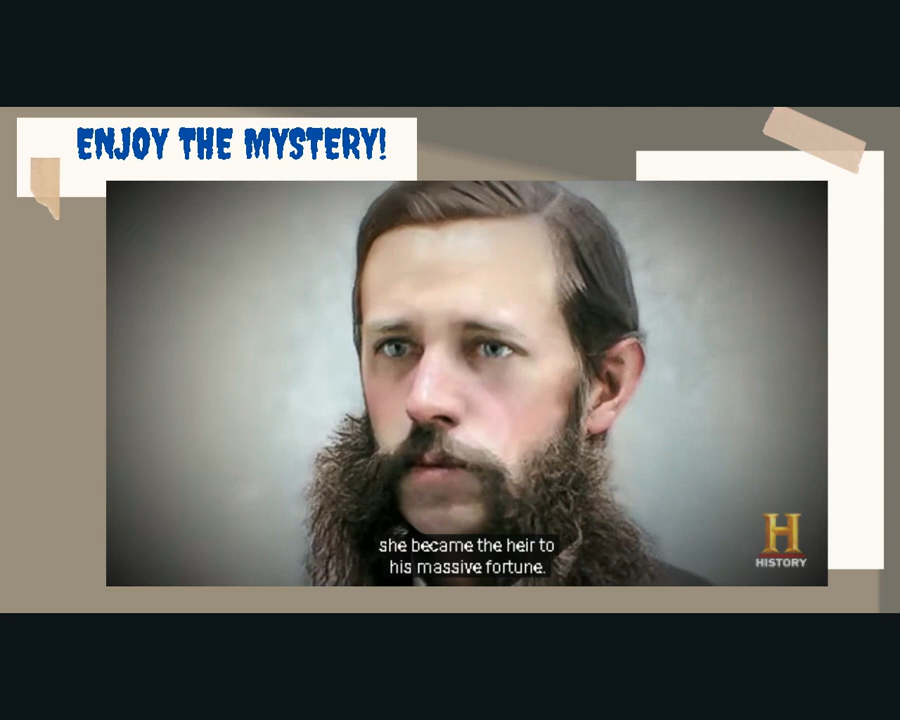 ENJOY THE MYSTERY!
she became the heir to
his massive fortune.
H
HISTORY